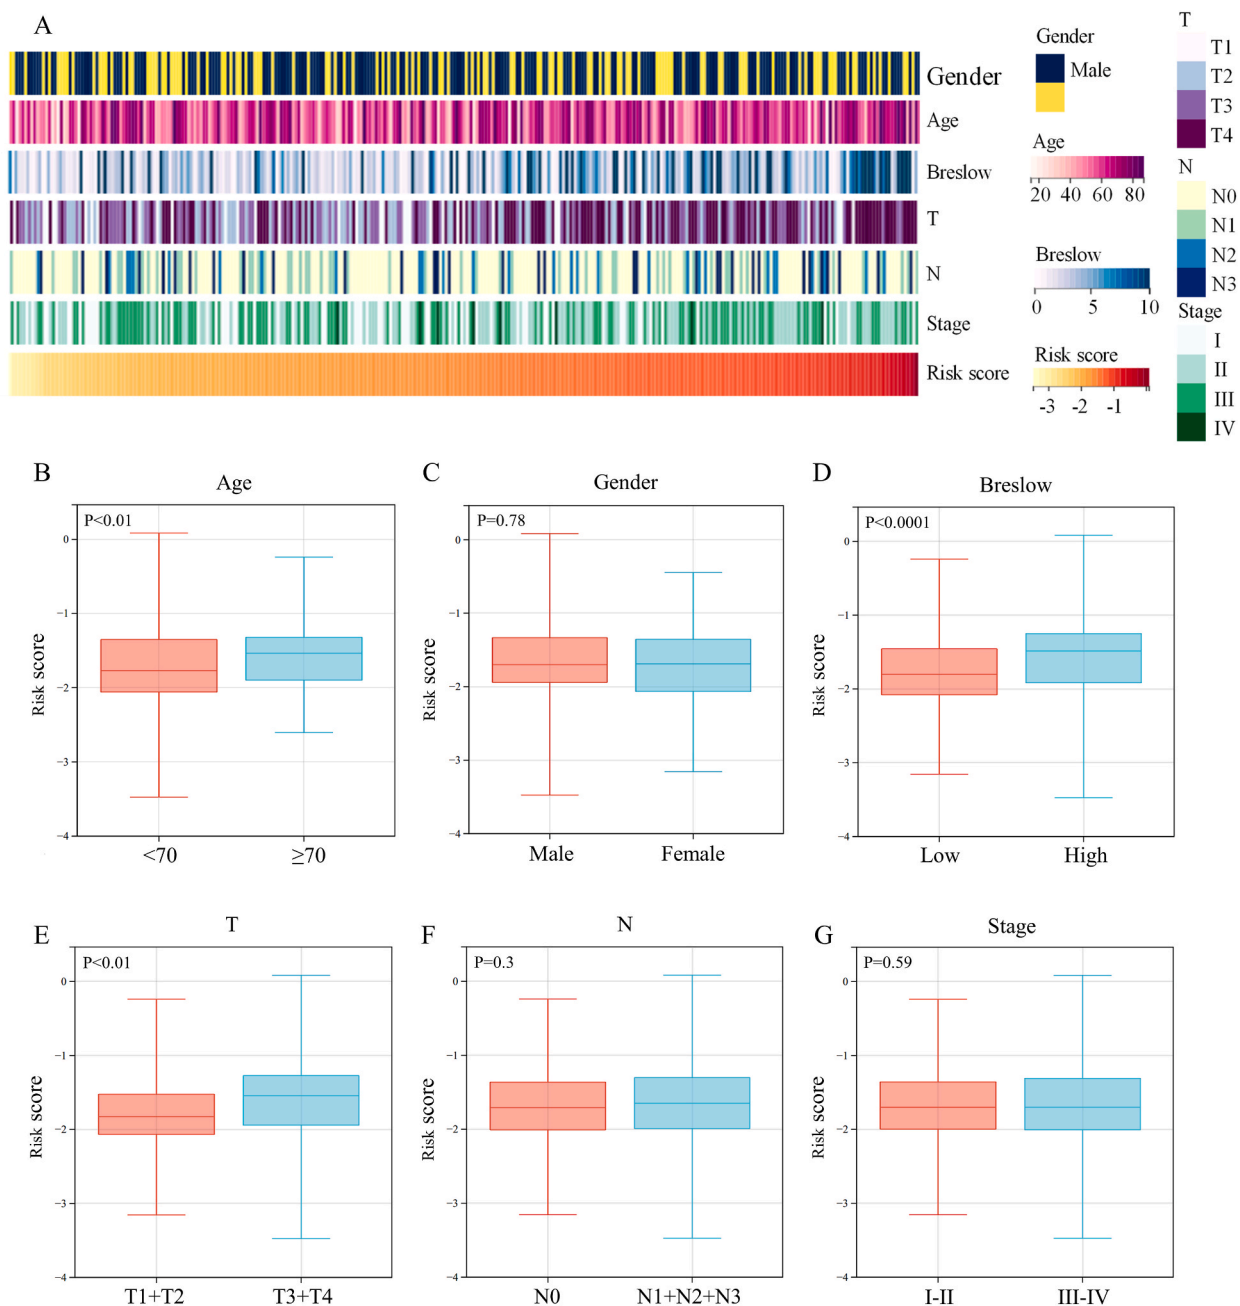 A
Gender
Age
Breslow
T
N
Stage
Risk score
Gender
Male
Age
20 40 60 80
Breslow
0 5 10
Risk score
-3 -2 -1
T
T1
T2
T3
T4
N
N0
N1
N2
N3
Stage
I
II
III
IV
B
Age
P<0.01
Risk score
0
−1
−2
−3
−4
<70
≥70
C
Gender
P=0.78
Risk score
0
−1
−2
−3
−4
Male
Female
D
Breslow
P<0.0001
Risk score
0
−1
−2
−3
−4
Low
High
E
T
P<0.01
Risk score
0
−1
−2
−3
−4
T1+T2
T3+T4
F
N
P=0.3
Risk score
0
−1
−2
−3
−4
N0
N1+N2+N3
G
Stage
P=0.59
Risk score
0
−1
−2
−3
−4
I-II
III-IV